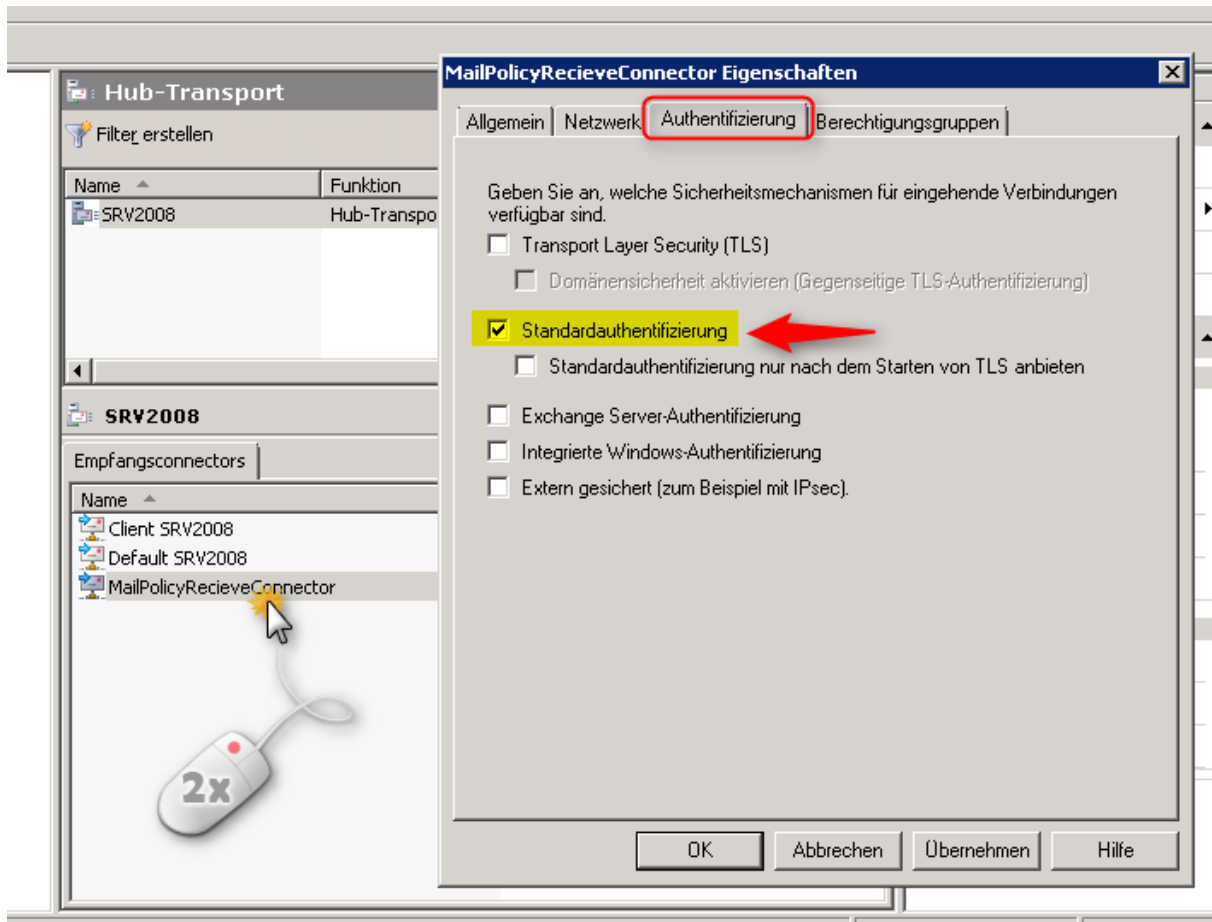 Hub-Transport
Filter erstellen
Name Funktion
SRV2008 Hub-Transpo
SRV2008
Empfangsconnectors
Name
Client SRV2008
Default SRV2008
MailPolicyRecieveConnector
2x
MailPolicyRecieveConnector Eigenschaften
Allgemein Netzwerk Authentifizierung Berechtigungsgruppen
Geben Sie an, welche Sicherheitsmechanismen für eingehende Verbindungen
verfügbar sind.
Transport Layer Security (TLS)
Domänensicherheit aktivieren (Gegenseitige TLS-Authentifizierung)
Standardauthentifizierung
Standardauthentifizierung nur nach dem Starten von TLS anbieten
Exchange Server-Authentifizierung
Integrierte Windows-Authentifizierung
Extern gesichert (zum Beispiel mit IPsec).
OK Abbrechen Übernehmen Hilfe